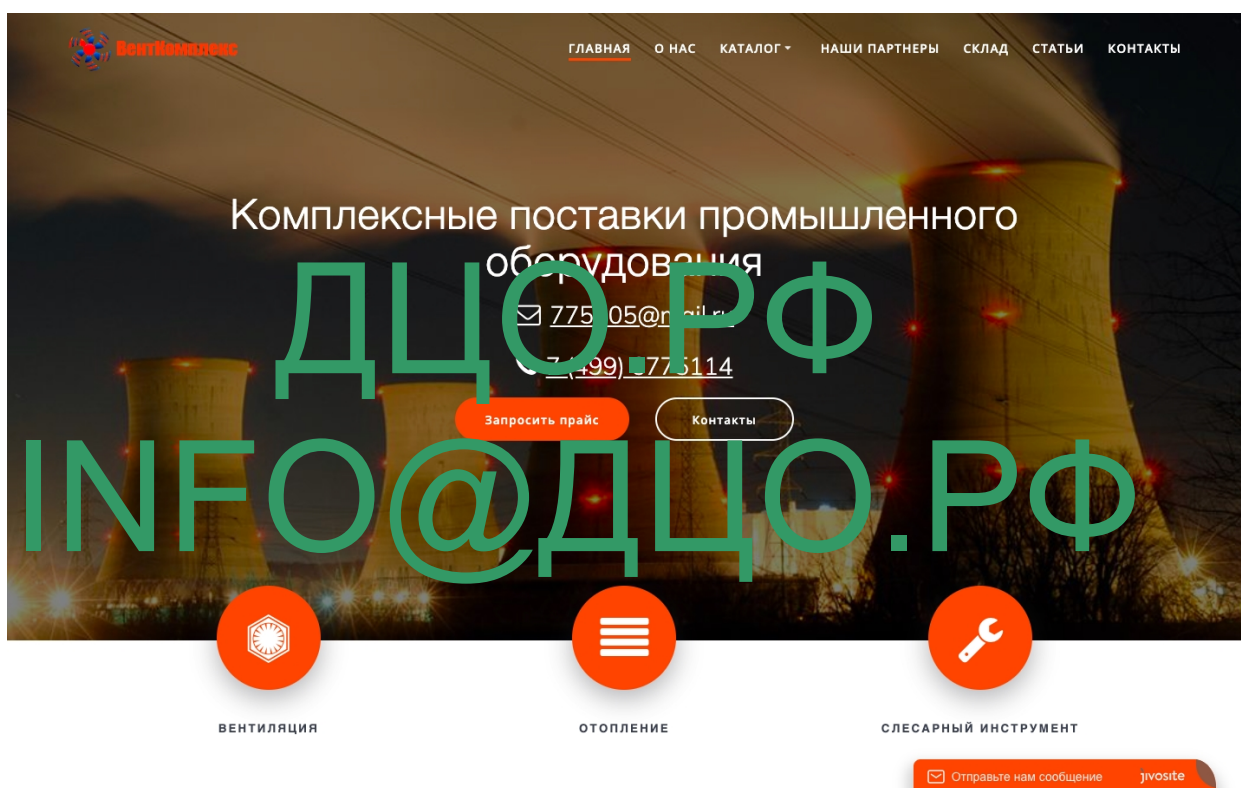 ВентКомплекс
ГЛАВНАЯ О НАС КАТАЛОГ НАШИ ПАРТНЕРЫ СКЛАД СТАТЬИ КОНТАКТЫ
Комплексные поставки промышленного
оборудования
ДЦО.РФ
Запросить прайс Контакты
INFO@ДЦО.РФ
ВЕНТИЛЯЦИЯ ОТОПЛЕНИЕ СЛЕСАРНЫЙ ИНСТРУМЕНТ
Отправьте нам сообщение jivosite